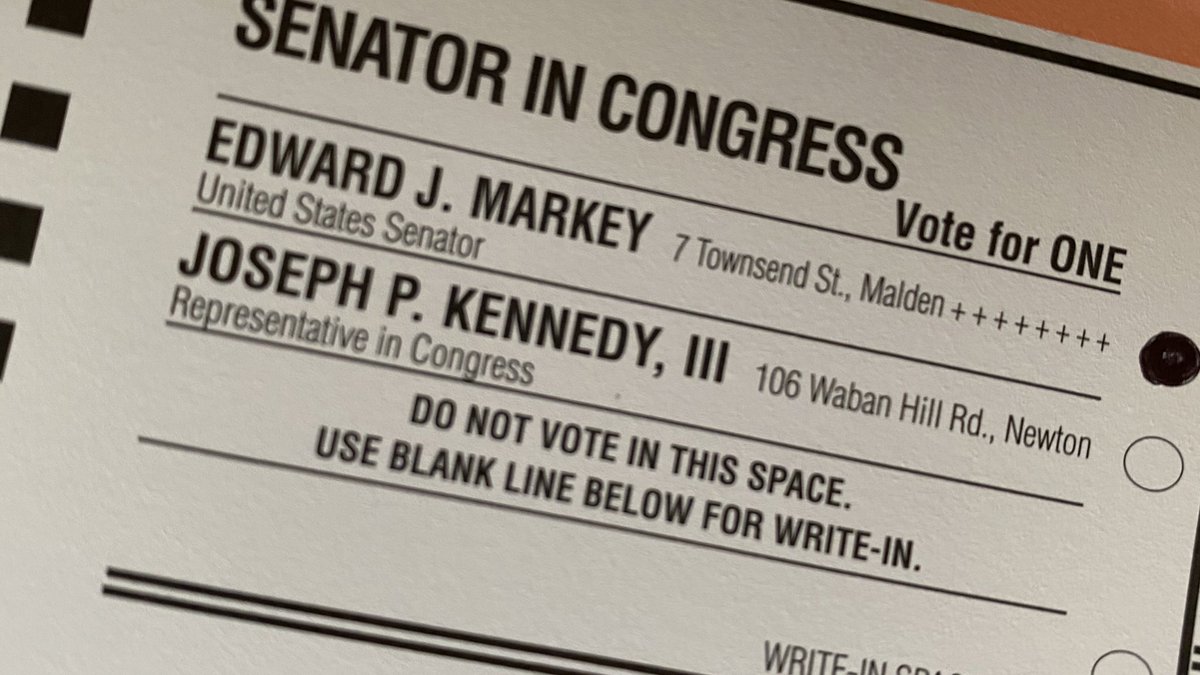 SENATOR IN CONGRESS
Vote for ONE
EDWARD J. MARKEY 7 Townsend St., Malden ++++++++
United States Senator
JOSEPH P. KENNEDY, III 106 Waban Hill Rd., Newton
Representative in Congress
DO NOT VOTE IN THIS SPACE.
USE BLANK LINE BELOW FOR WRITE-IN.
WRITE-IN